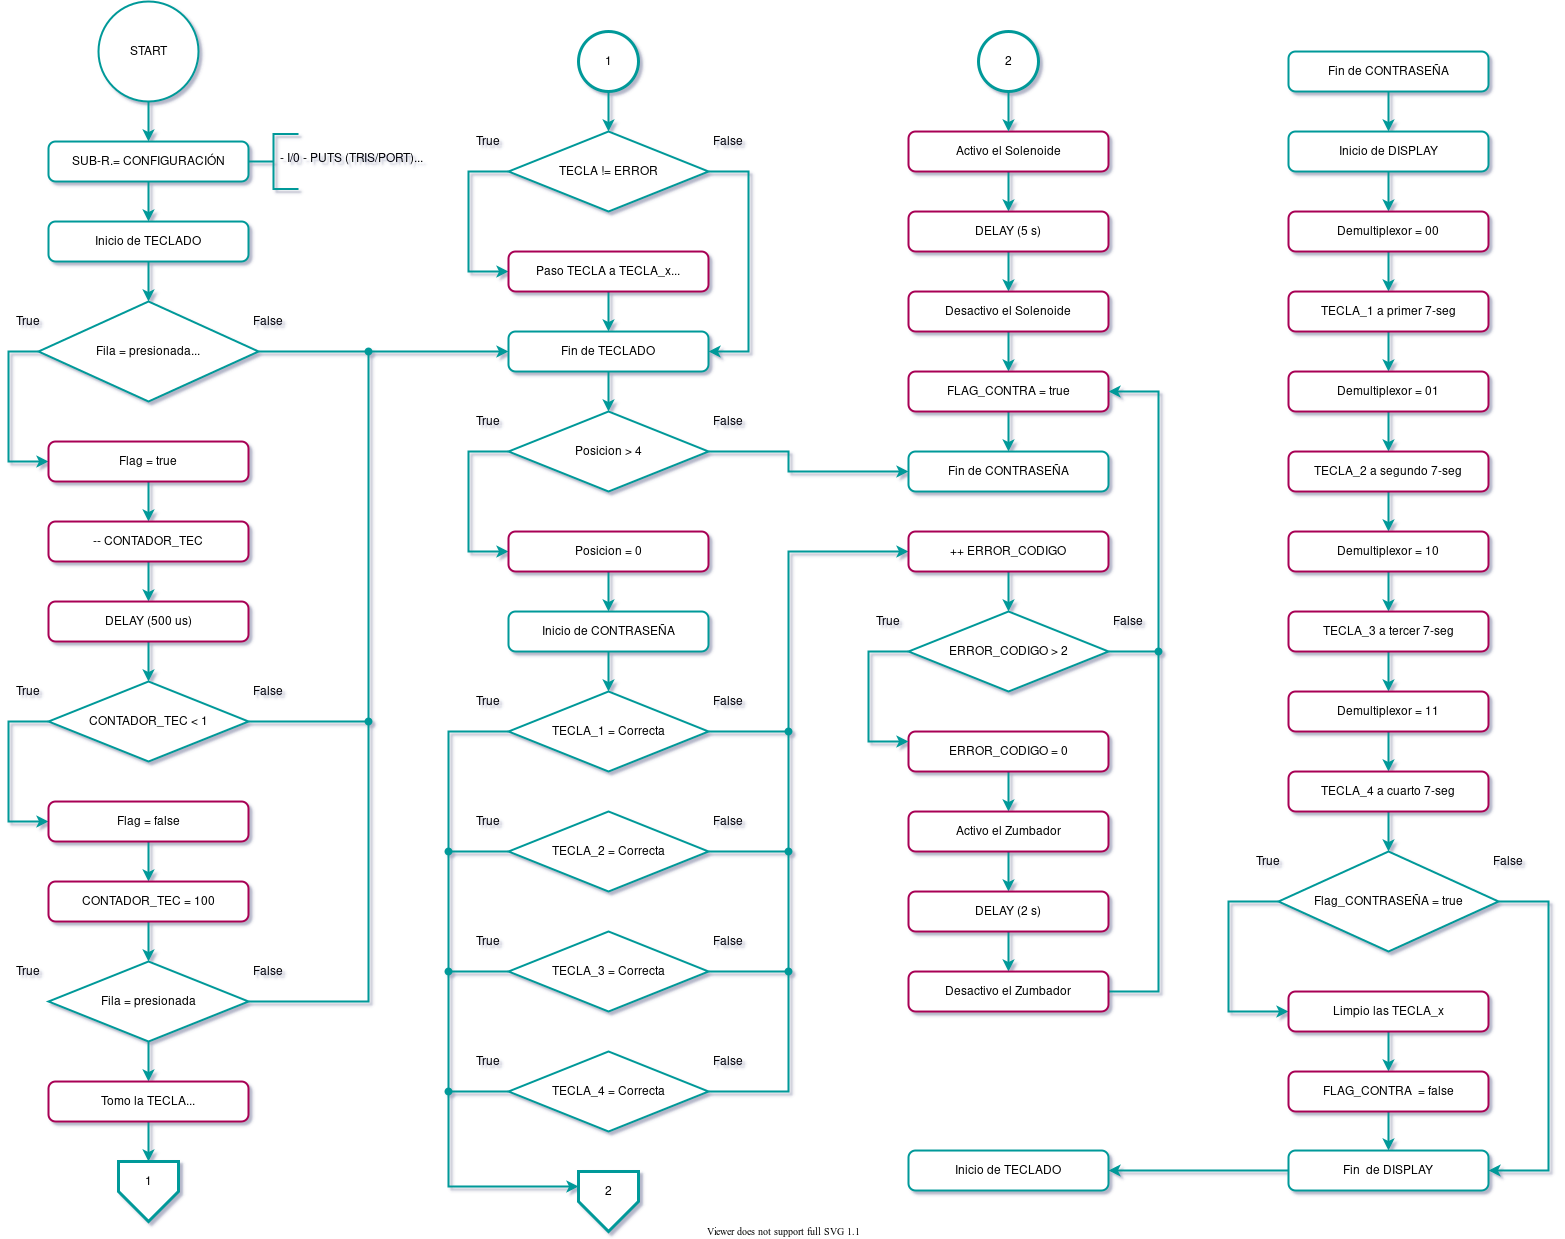 START
SUB-R.= CONFIGURACIÓN
- I/0 - PUTS (TRIS/PORT)...
Inicio de TECLADO
True
False
Fila = presionada...
Flag = true
-- CONTADOR_TEC
DELAY (500 us)
True
False
CONTADOR_TEC < 1
Flag = false
CONTADOR_TEC = 100
True
False
Fila = presionada
Tomo la TECLA...
1
1
True
False
TECLA != ERROR
Paso TECLA a TECLA_x...
Fin de TECLADO
True
False
Posicion > 4
Posicion = 0
Inicio de CONTRASEÑA
True
False
TECLA_1 = Correcta
True
False
TECLA_2 = Correcta
True
False
TECLA_3 = Correcta
True
False
TECLA_4 = Correcta
2
2
Activo el Solenoide
DELAY (5 s)
Desactivo el Solenoide
FLAG_CONTRA = true
Fin de CONTRASEÑA
++ ERROR_CODIGO
True
False
ERROR_CODIGO > 2
ERROR_CODIGO = 0
Activo el Zumbador
DELAY (2 s)
Desactivo el Zumbador
Fin de CONTRASEÑA
Inicio de DISPLAY
Demultiplexor = 00
TECLA_1 a primer 7-seg
Demultiplexor = 01
TECLA_2 a segundo 7-seg
Demultiplexor = 10
TECLA_3 a tercer 7-seg
Demultiplexor = 11
TECLA_4 a cuarto 7-seg
True
False
Flag_CONTRASEÑA = true
Limpio las TECLA_x
FLAG_CONTRA = false
Fin de DISPLAY
Inicio de TECLADO
Viewer does not support full SVG 1.1